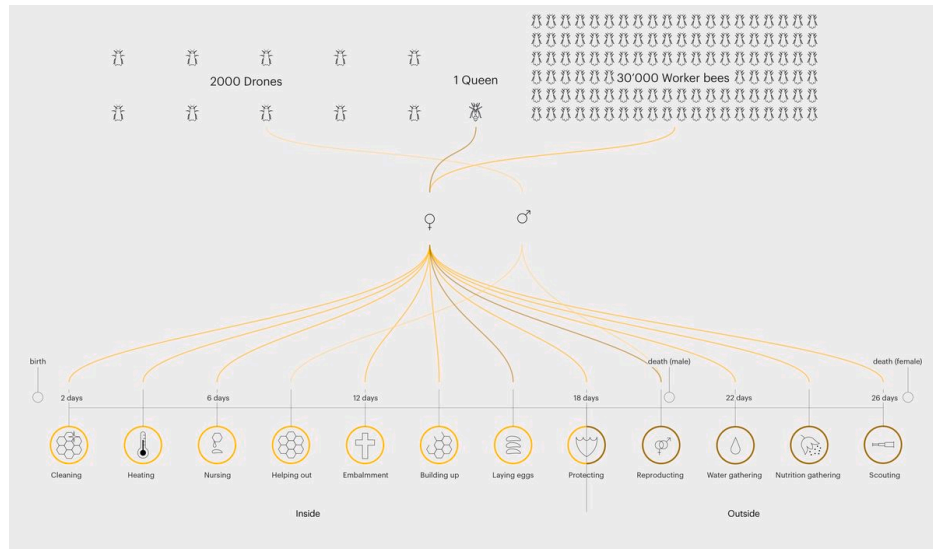 2000 Drones
1 Queen
30'000 Worker bees
♀
♂
birth
death (male)
death (female)
2 days
6 days
12 days
18 days
22 days
26 days
Cleaning
Heating
Nursing
Helping out
Embalmment
Building up
Laying eggs
Protecting
Reproducting
Water gathering
Nutrition gathering
Scouting
Inside
Outside